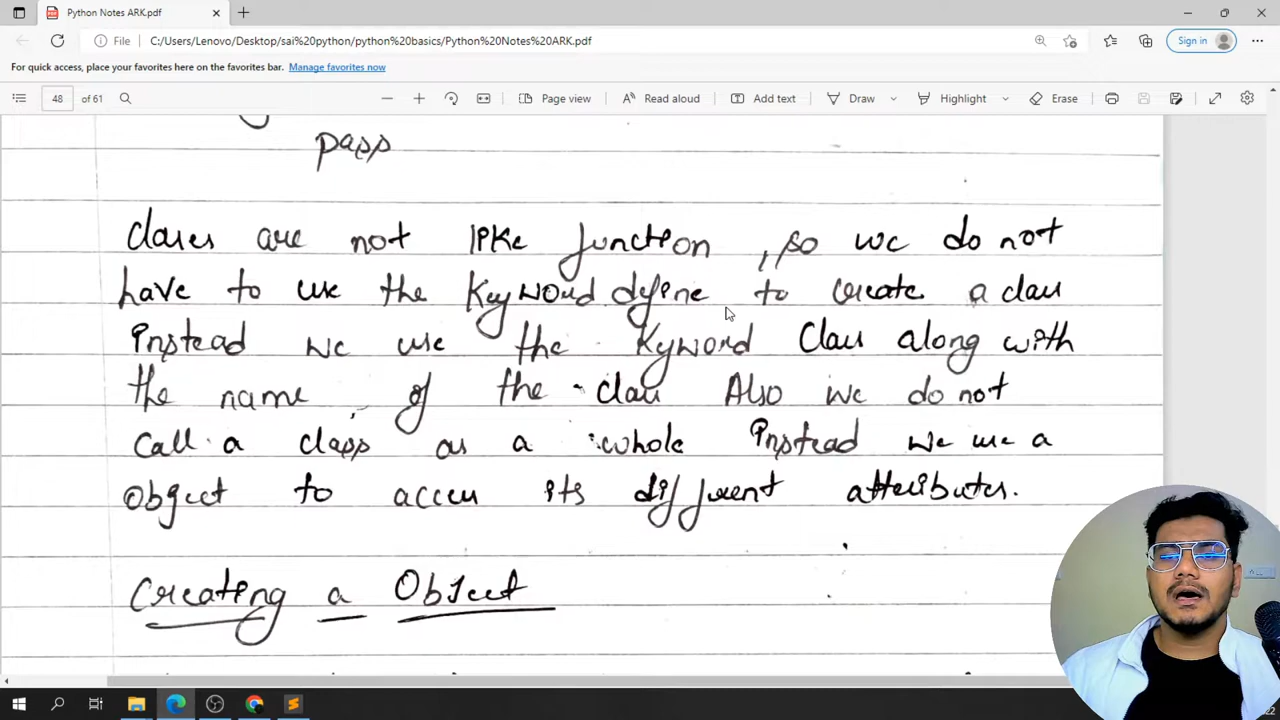 Python Notes ARK.pdf
File C:/Users/Lenovo/Desktop/sai%20python/python%20basics/Python%20Notes%20ARK.pdf
Sign in
For quick access, place your favorites here on the favorites bar. Manage favorites now
48 of 61 Page view Read aloud Add text Draw Highlight Erase
pass
classes are not like function, so we do not
have to use the keyword define to create a class
instead we use the keyword class along with
the name of the class Also we do not
call a class as a whole instead we use a
object to access its different attributes.
Creating a Object
22